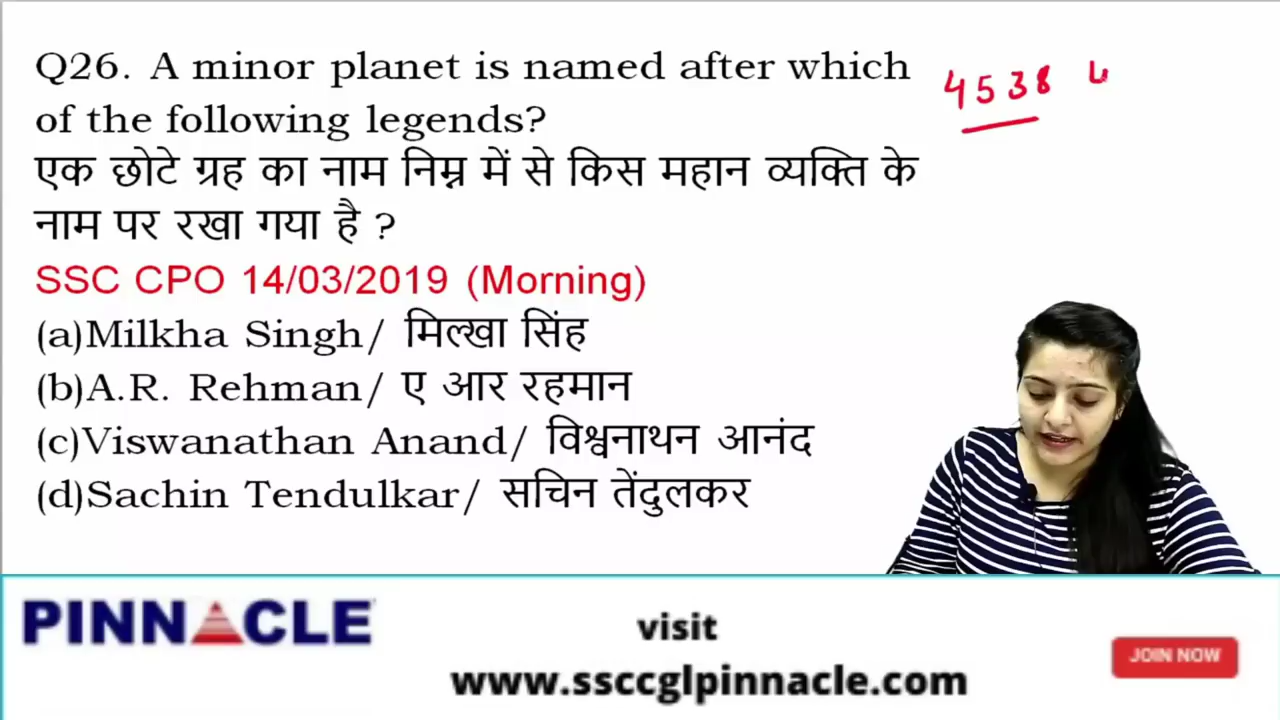 Q26. A minor planet is named after which
of the following legends?
एक छोटे ग्रह का नाम निम्न में से किस महान व्यक्ति के
नाम पर रखा गया है ?
SSC CPO 14/03/2019 (Morning)
(a)Milkha Singh/ मिल्खा सिंह
(b)A.R. Rehman/ ए आर रहमान
(c)Viswanathan Anand/ विश्वनाथन आनंद
(d)Sachin Tendulkar/ सचिन तेंदुलकर
4538
PINNACLE
visit
www.ssccglpinnacle.com
JOIN NOW